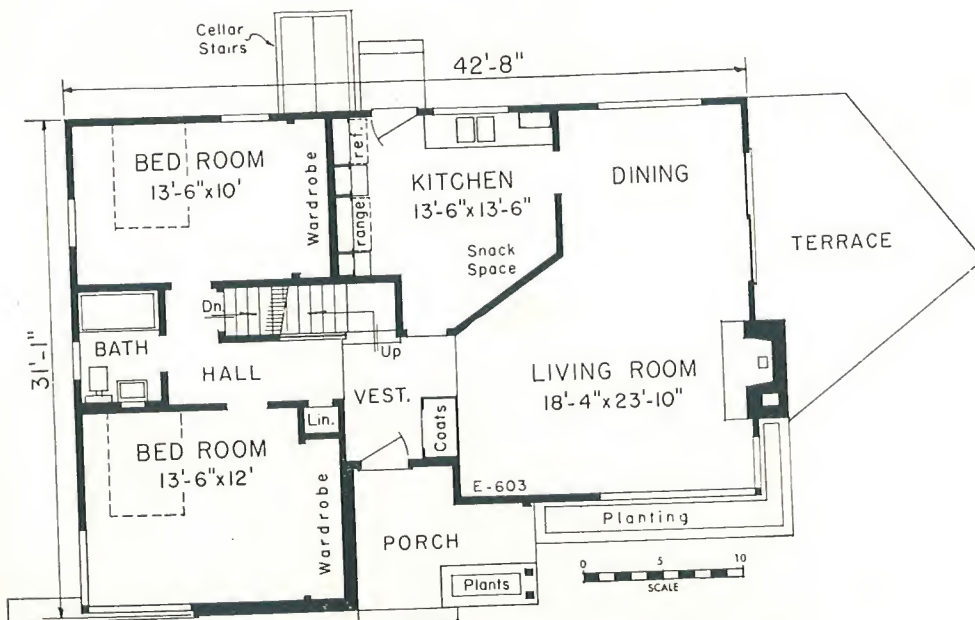 Cellar
Stairs
42'-8"
BED ROOM
13'-6"x10'
Wardrobe
ref.
range
KITCHEN
13'-6"x13'-6"
Snack
Space
DINING
TERRACE
31'-1"
Dn.
Up
BATH
HALL
VEST.
LIVING ROOM
18'-4"x23'-10"
Lin.
Coats
BED ROOM
13'-6"x12'
Wardrobe
E-603
PORCH
Planting
Plants
0 5 10
SCALE